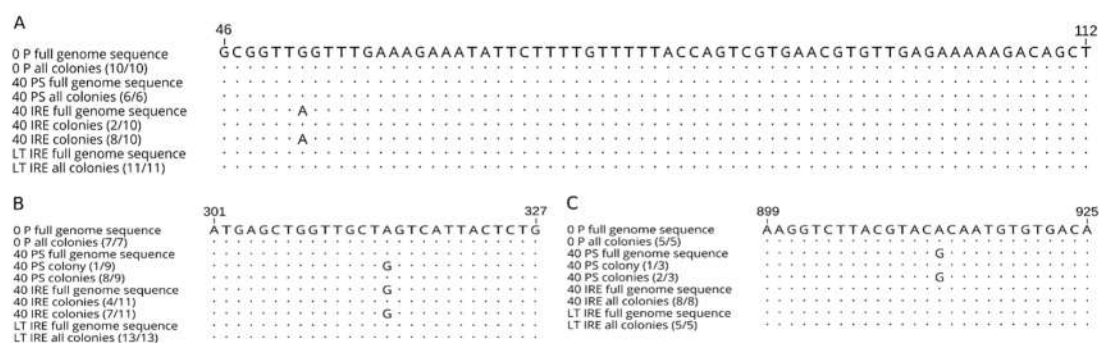 A
46 112
0 P full genome sequence GCGGTTGGTTTGAAAGAAATATTCTTTTGTTTTTACCAGTCGTGAACGTGTTGAGAAAAAGACAGCT
0 P all colonies (10/10)
40 PS full genome sequence
40 PS all colonies (6/6)
40 IRE full genome sequence A
40 IRE colonies (2/10)
40 IRE colonies (8/10) A
LT IRE full genome sequence
LT IRE all colonies (11/11)
B
301 327
0 P full genome sequence ATGAGCTGGTTGCTAGTCATTACTCTG
0 P all colonies (7/7)
40 PS full genome sequence
40 PS colony (1/9) G
40 PS colonies (8/9)
40 IRE full genome sequence G
40 IRE colonies (4/11)
40 IRE colonies (7/11) G
LT IRE full genome sequence
LT IRE all colonies (13/13)
C
899 925
0 P full genome sequence AAGGTCTTACGTACACAATGTGTGACA
0 P all colonies (5/5)
40 PS full genome sequence G
40 PS colony (1/3)
40 PS colonies (2/3) G
40 IRE full genome sequence
40 IRE all colonies (8/8)
LT IRE full genome sequence
LT IRE all colonies (5/5)